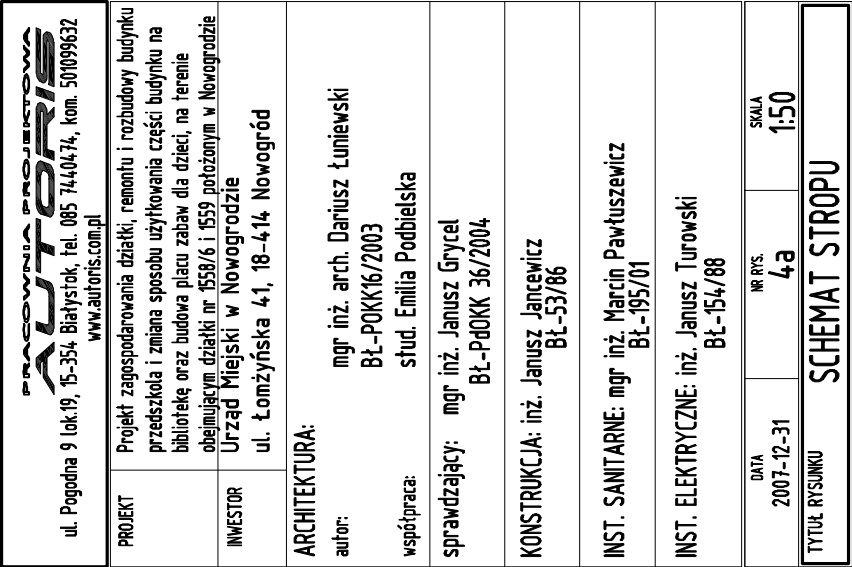 PRACOWNIA PROJEKTOWA
AUTORIS
ul. Pogodna 9 lok.19, 15-354 Białystok, tel. 085 7440474, kom. 501099632
www.autoris.com.pl
PROJEKT
Projekt zagospodarowania działki, remontu i rozbudowy budynku
przedszkola i zmiana sposobu użytkowania części budynku na
bibliotekę oraz budowa placu zabaw dla dzieci, na terenie
obejmującym działki nr 1558/6 i 1559 położonym w Nowogrodzie
INWESTOR
Urząd Miejski w Nowogrodzie
ul. Łomżyńska 41, 18-414 Nowogród
ARCHITEKTURA:
autor: mgr inż. arch. Dariusz Łuniewski
BŁ-POKK16/2003
współpraca: stud. Emilia Podbielska
sprawdzający: mgr inż. Janusz Grycel
BŁ-PdOKK 36/2004
KONSTRUKCJA: inż. Janusz Jancewicz
BŁ-53/86
INST. SANITARNE: mgr inż. Marcin Pawłuszewicz
BŁ-195/01
INST. ELEKTRYCZNE: inż. Janusz Turowski
BŁ-154/88
DATA
2007-12-31
NR RYS.
4a
SKALA
1:50
TYTUŁ RYSUNKU
SCHEMAT STROPU